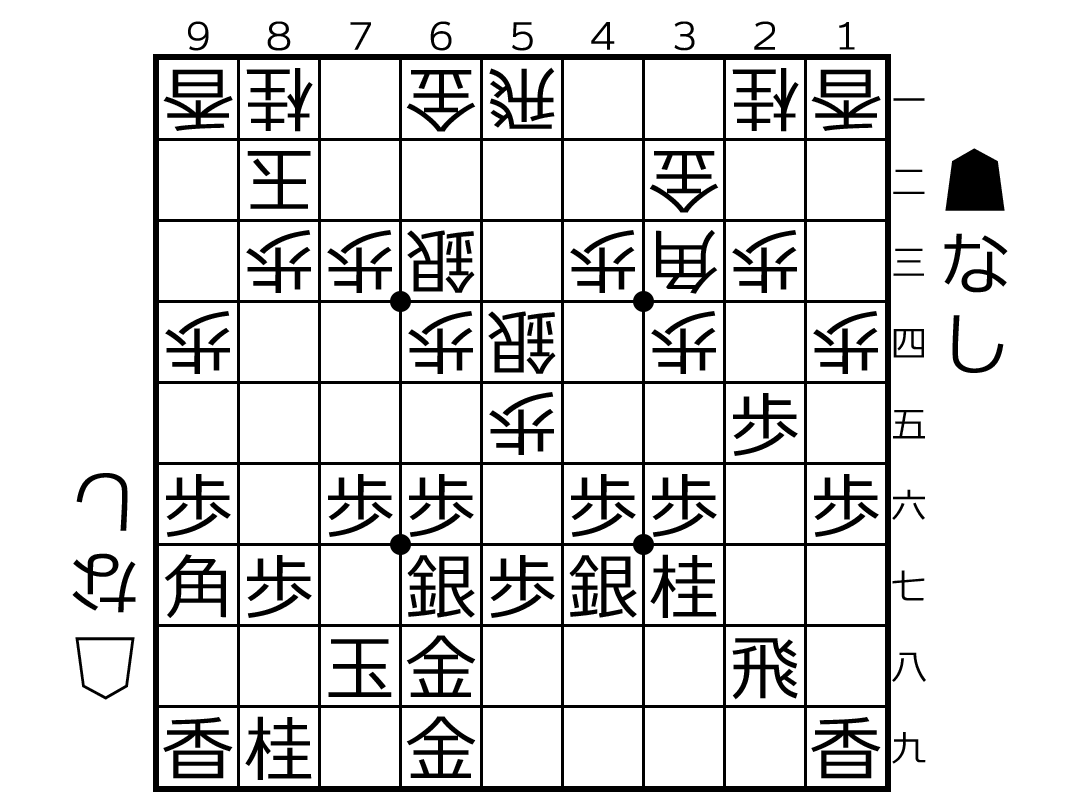 9 8 7 6 5 4 3 2 1
香 桂 金 飛 桂 香 一
王 金 二
歩 歩 銀 歩 角 歩 三
歩 歩 銀 歩 歩 四
歩 歩 五
歩 歩 歩 歩 歩 歩 六
角 歩 銀 歩 銀 桂 七
玉 金 飛 八
香 桂 金 香 九
なし
なし